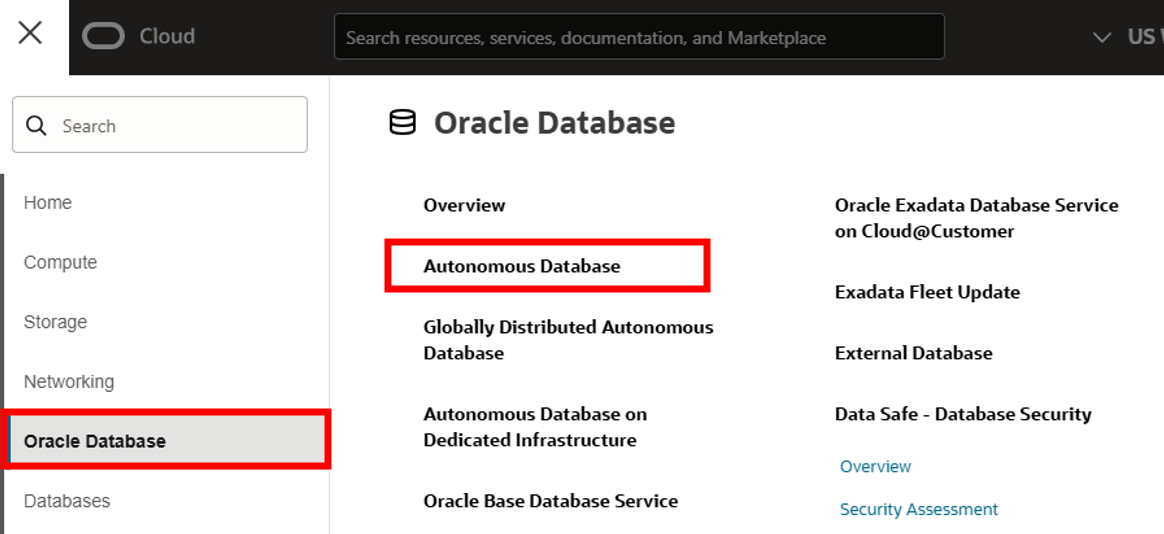 Cloud
Search resources, services, documentation, and Marketplace
US
Search
Home
Compute
Storage
Networking
Oracle Database
Databases
Oracle Database
Overview
Autonomous Database
Globally Distributed Autonomous
Database
Autonomous Database on
Dedicated Infrastructure
Oracle Base Database Service
Oracle Exadata Database Service
on Cloud@Customer
Exadata Fleet Update
External Database
Data Safe - Database Security
Overview
Security Assessment